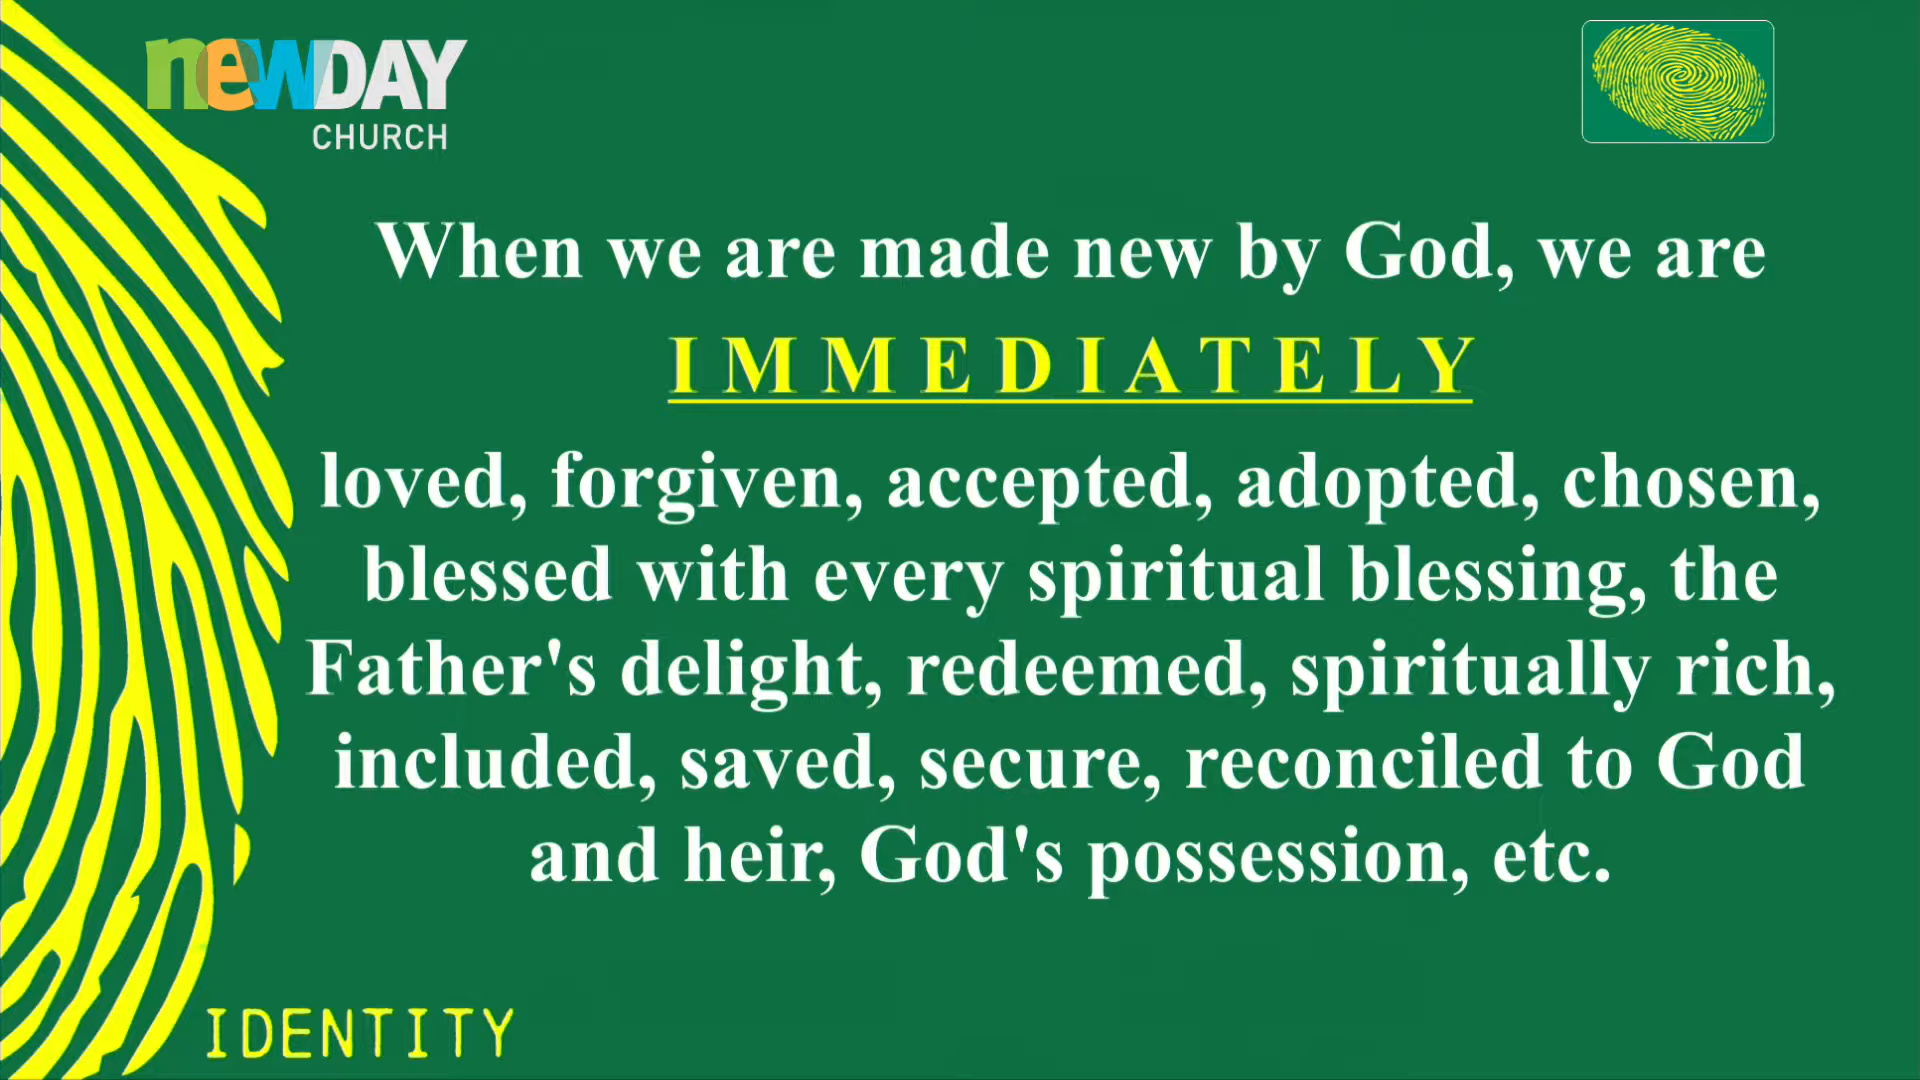 newDAY
CHURCH
When we are made new by God, we are
IMMEDIATELY
loved, forgiven, accepted, adopted, chosen,
blessed with every spiritual blessing, the
Father's delight, redeemed, spiritually rich,
included, saved, secure, reconciled to God
and heir, God's possession, etc.
IDENTITY